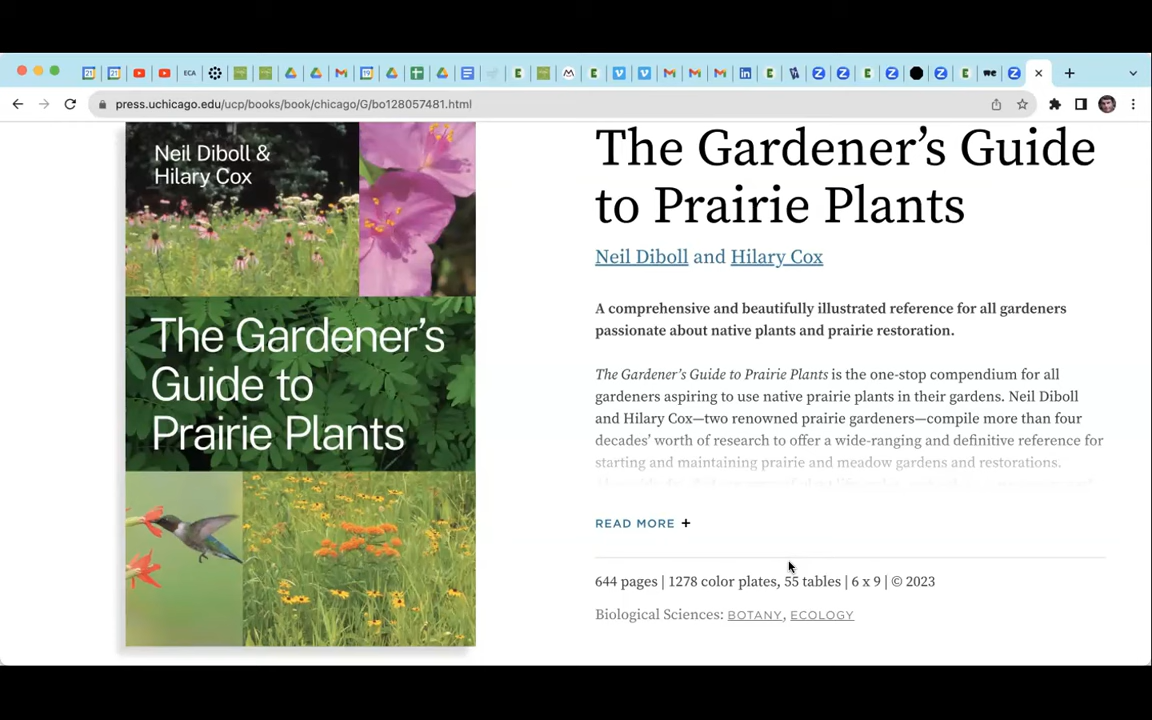 21
21
ECA
19
press.uchicago.edu/ucp/books/book/chicago/G/bo128057481.html
Neil Diboll &
Hilary Cox
The Gardener's
Guide to
Prairie Plants
The Gardener's Guide
to Prairie Plants
Neil Diboll and Hilary Cox
A comprehensive and beautifully illustrated reference for all gardeners
passionate about native plants and prairie restoration.
The Gardener's Guide to Prairie Plants is the one-stop compendium for all
gardeners aspiring to use native prairie plants in their gardens. Neil Diboll
and Hilary Cox—two renowned prairie gardeners—compile more than four
decades' worth of research to offer a wide-ranging and definitive reference for
starting and maintaining prairie and meadow gardens and restorations.
READ MORE +
644 pages | 1278 color plates, 55 tables | 6 x 9 | © 2023
Biological Sciences: BOTANY, ECOLOGY